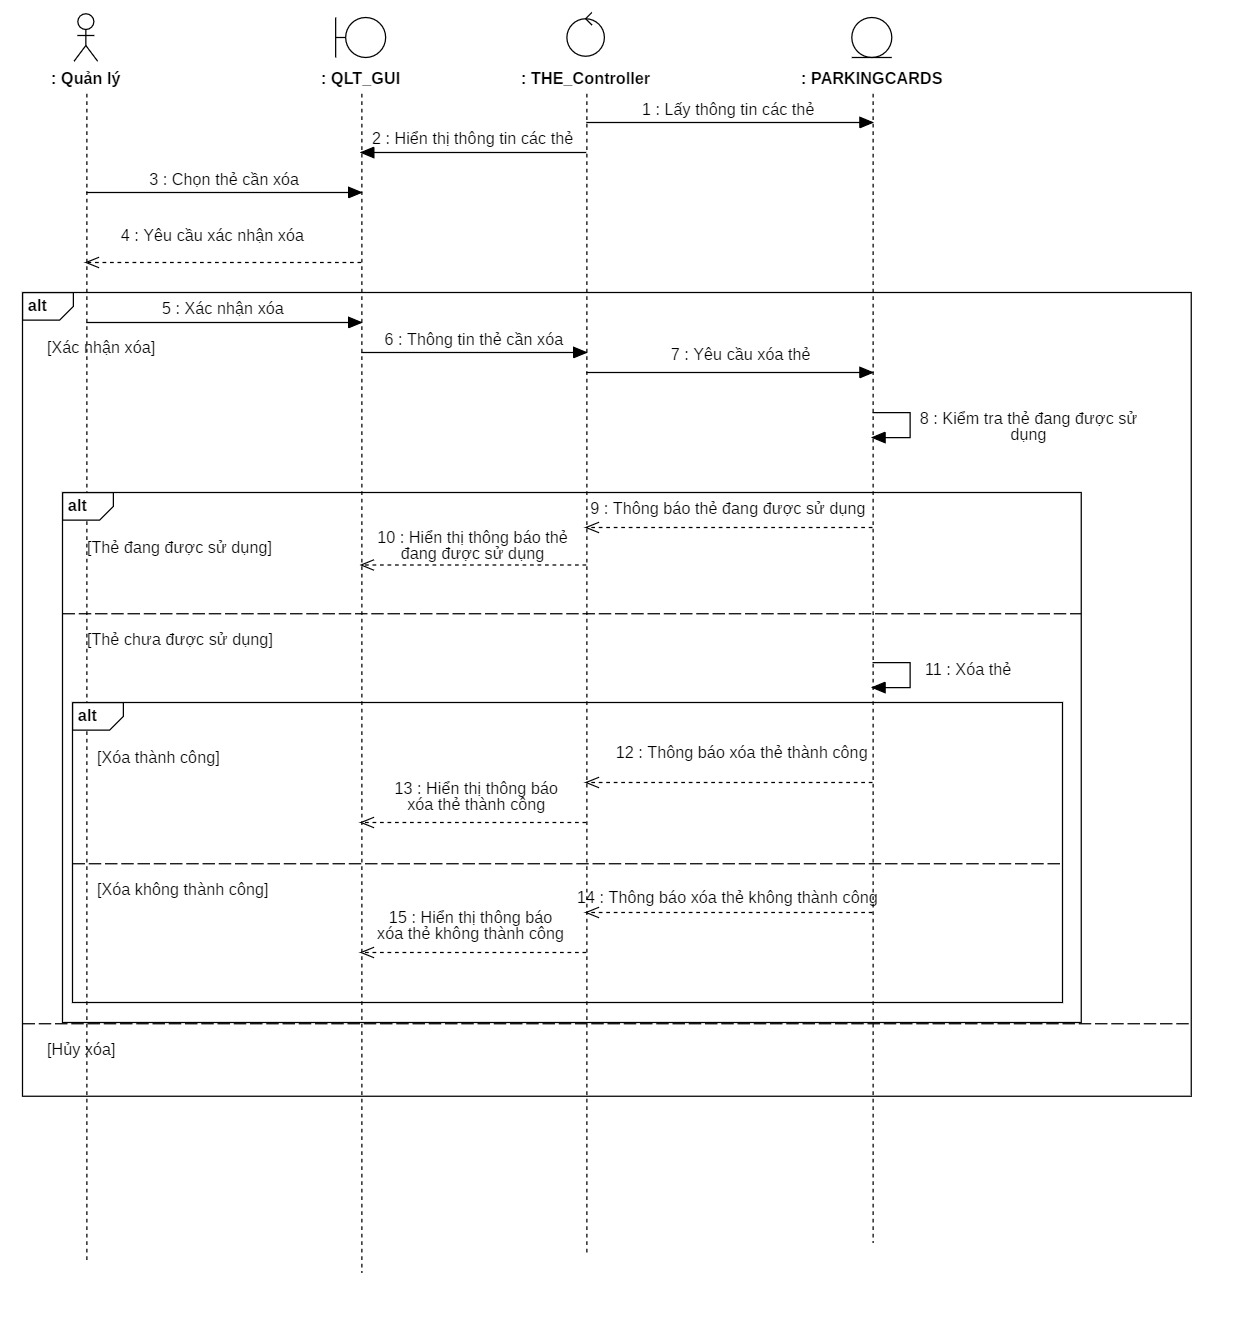 : Quản lý
: QLT_GUI
: THE_Controller
: PARKINGCARDS
1 : Lấy thông tin các thẻ
2 : Hiển thị thông tin các thẻ
3 : Chọn thẻ cần xóa
4 : Yêu cầu xác nhận xóa
alt
5 : Xác nhận xóa
[Xác nhận xóa]
6 : Thông tin thẻ cần xóa
7 : Yêu cầu xóa thẻ
8 : Kiểm tra thẻ đang được sử
dụng
alt
9 : Thông báo thẻ đang được sử dụng
10 : Hiển thị thông báo thẻ
đang được sử dụng
[Thẻ đang được sử dụng]
[Thẻ chưa được sử dụng]
11 : Xóa thẻ
alt
[Xóa thành công]
12 : Thông báo xóa thẻ thành công
13 : Hiển thị thông báo
xóa thẻ thành công
[Xóa không thành công]
14 : Thông báo xóa thẻ không thành công
15 : Hiển thị thông báo
xóa thẻ không thành công
[Hủy xóa]